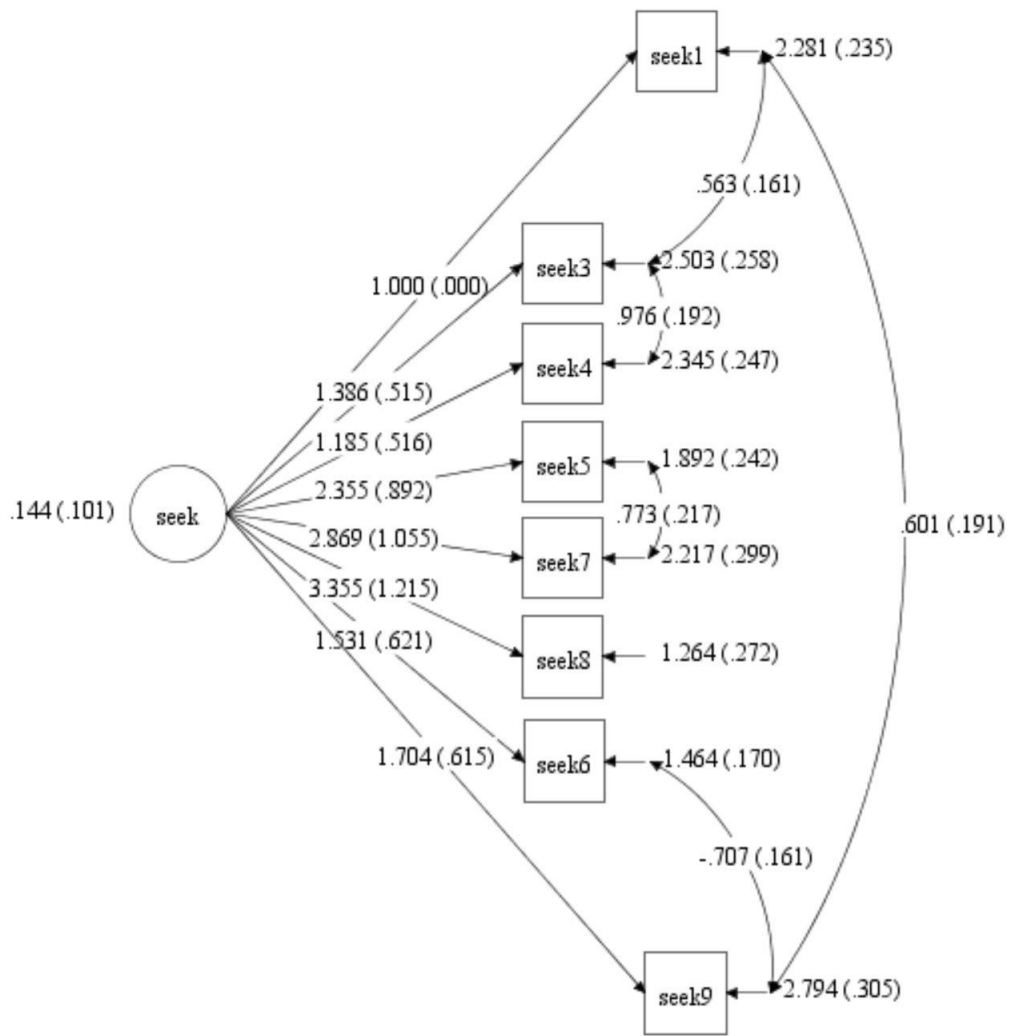 seek1
2.281 (.235)
.563 (.161)
seek3
2.503 (.258)
1.000 (.000)
.976 (.192)
seek4
2.345 (.247)
1.386 (.515)
1.185 (.516)
seek5
1.892 (.242)
2.355 (.892)
.144 (.101)
seek
.773 (.217)
.601 (.191)
2.869 (1.055)
seek7
2.217 (.299)
3.355 (1.215)
1.531 (.621)
seek8
1.264 (.272)
1.704 (.615)
seek6
1.464 (.170)
-.707 (.161)
seek9
2.794 (.305)